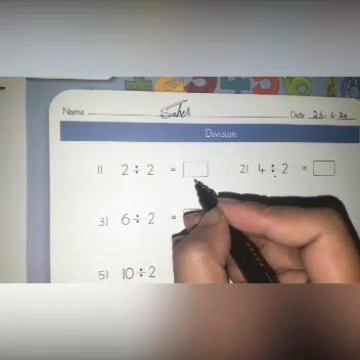 Name Date
Division
1) 2 ÷ 2 = 2) 4 ÷ 2 =
3) 6 ÷ 2 =
5) 10 ÷ 2